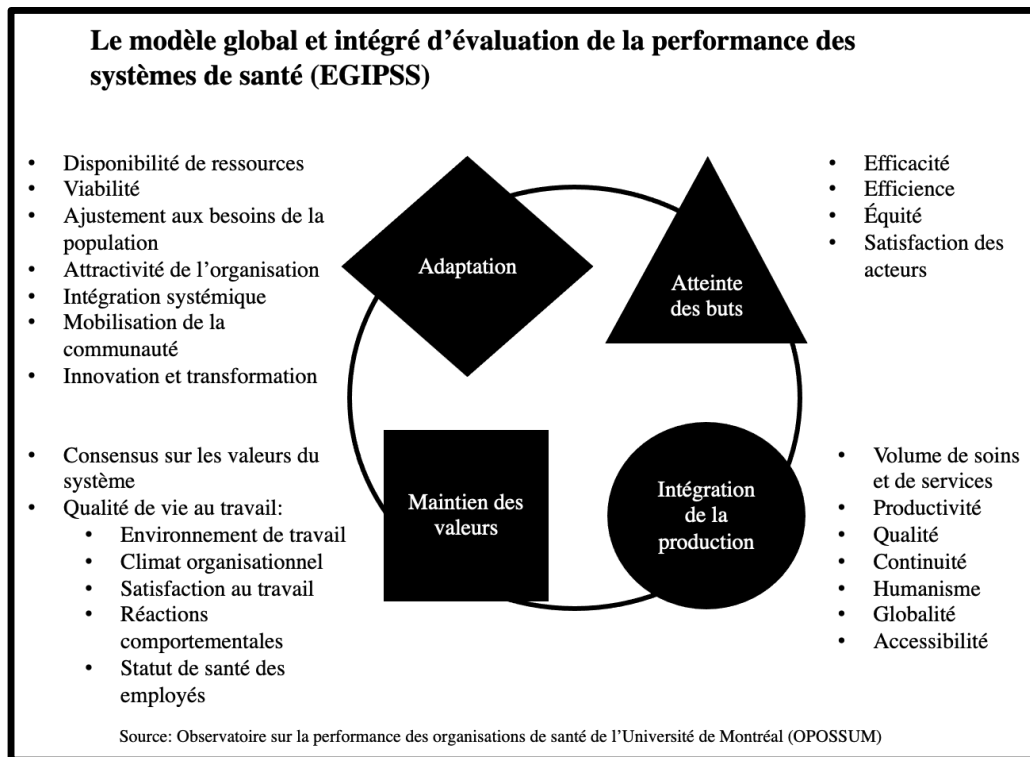 Le modèle global et intégré d'évaluation de la performance des
systèmes de santé (EGIPSS)
• Disponibilité de ressources
• Viabilité
• Ajustement aux besoins de la
population
• Attractivité de l'organisation
• Intégration systémique
• Mobilisation de la
communauté
• Innovation et transformation
Adaptation
Atteinte
des buts
• Efficacité
• Efficience
• Équité
• Satisfaction des
acteurs
• Consensus sur les valeurs du
système
• Qualité de vie au travail:
• Environnement de travail
• Climat organisationnel
• Satisfaction au travail
• Réactions
comportementales
• Statut de santé des
employés
Maintien des
valeurs
Intégration
de la
production
• Volume de soins
et de services
• Productivité
• Qualité
• Continuité
• Humanisme
• Globalité
• Accessibilité
Source: Observatoire sur la performance des organisations de santé de l'Université de Montréal (OPOSSUM)